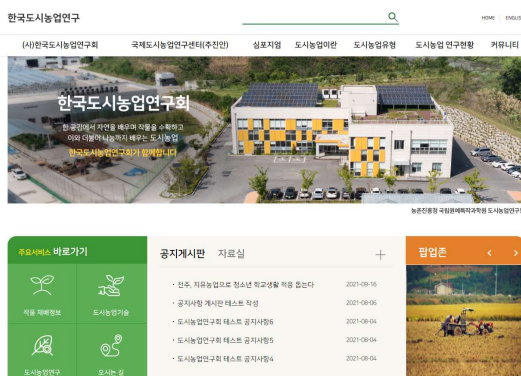 한국도시농업연구
HOME ENGLIS
(사)한국도시농업연구회 국제도시농업연구센터(추진안) 심포지엄 도시농업이란 도시농업유형 도시농업 연구현황 커뮤니티
한국도시농업연구회
한 공간에서 자연을 배우며 작물을 수확하고
이와 더불어 나눔까지 배우는 도시농업
한국도시농업연구회가 함께합니다
농촌진흥청 국립원예특작과학원 도시농업연구
주요서비스 바로가기
작물 재배정보 도시농업기술
도시농업연구 오시는 길
공지게시판 자료실
· 전주, 치유농업으로 청소년 학교생활 적응 돕는다 2021-09-16
· 공지사항 게시판 테스트 작성 2021-08-06
· 도시농업연구회 테스트 공지사항6 2021-08-04
· 도시농업연구회 테스트 공지사항5 2021-08-04
· 도시농업연구회 테스트 공지사항4 2021-08-04
팝업존